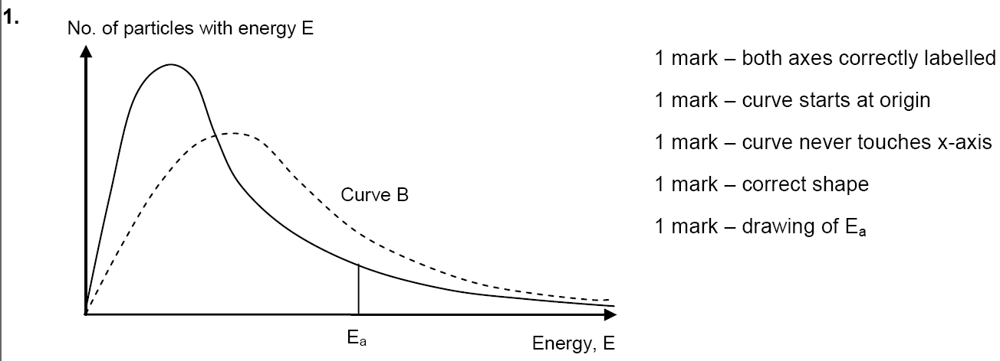 1.
No. of particles with energy E
1 mark – both axes correctly labelled
1 mark – curve starts at origin
1 mark – curve never touches x-axis
1 mark – correct shape
1 mark – drawing of Eₐ
Curve B
Eₐ
Energy, E